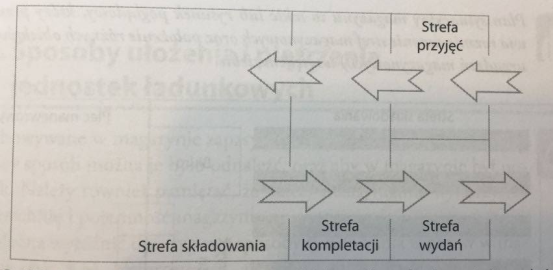 Strefa
przyjęć
Strefa składowania
Strefa
kompletacji
Strefa
wydań